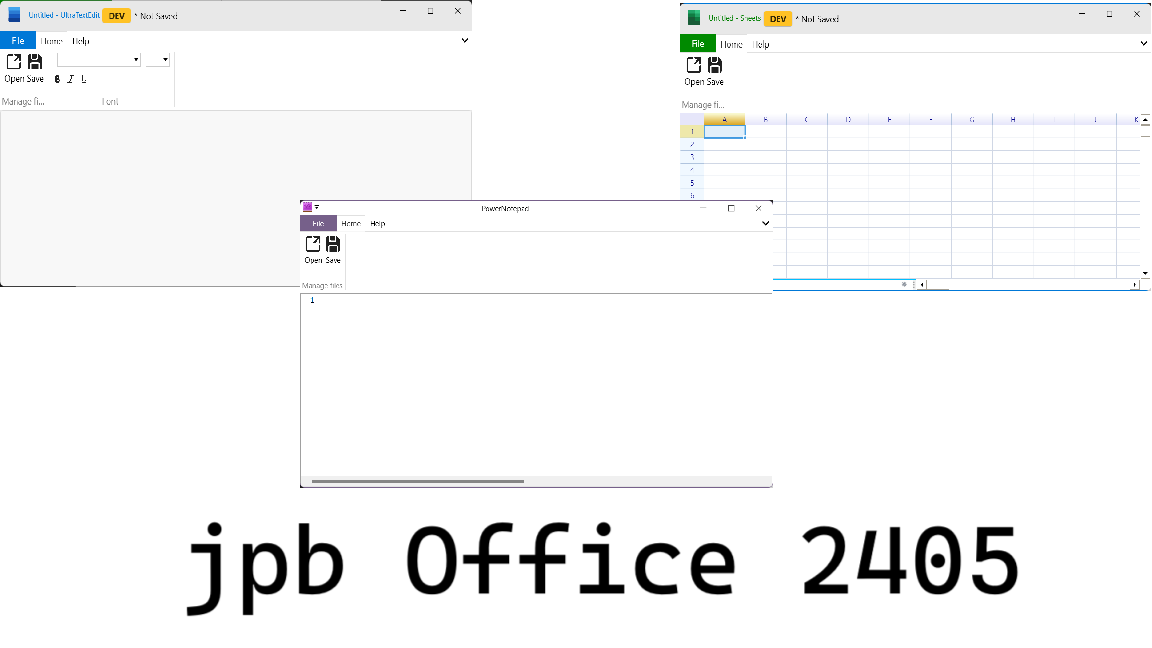 Untitled - UltraTextEdit DEV * Not Saved
File Home Help
Open Save
B I U
Manage fi... Font
Untitled - Sheets DEV * Not Saved
File Home Help
Open Save
Manage fi...
A B C D E F G H I J K
1
2
3
4
5
6
PowerNotepad
File Home Help
Open Save
Manage files
1
jpb Office 2405